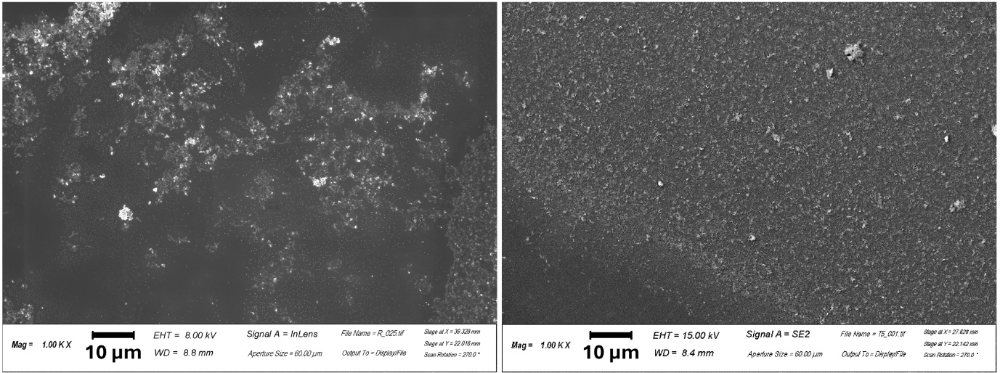 Mag = 1.00 K X
10 µm
EHT = 8.00 kV
WD = 8.8 mm
Signal A = InLens
Aperture Size = 60.00 µm
File Name = R_025.tif
Output To = Display/File
Stage at X = 39.328 mm
Stage at Y = 22.016 mm
Scan Rotation = 270.0 °
Mag = 1.00 K X
10 µm
EHT = 15.00 kV
WD = 8.4 mm
Signal A = SE2
Aperture Size = 60.00 µm
File Name = T5_001.tif
Output To = Display/File
Stage at X = 27.628 mm
Stage at Y = 22.142 mm
Scan Rotation = 270.0 °